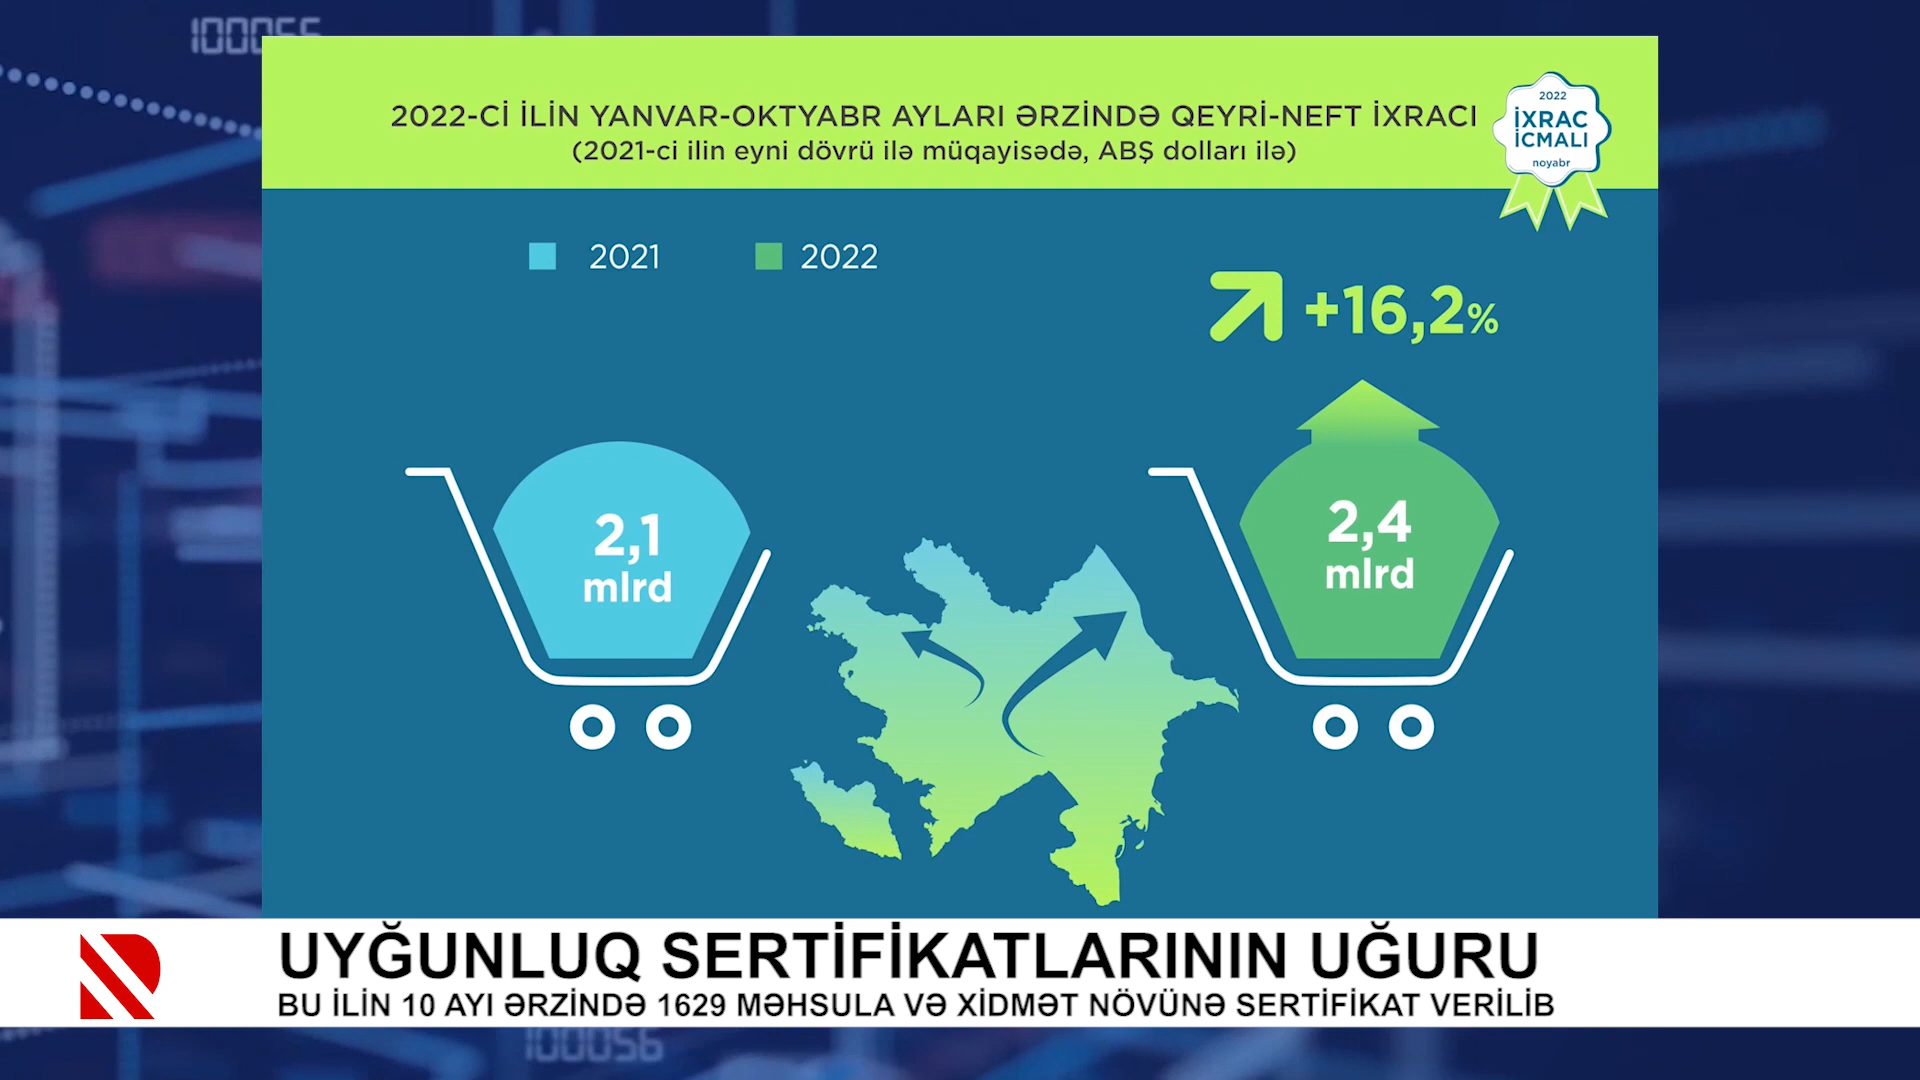 100055
2022-Cİ İLİN YANVAR-OKTYABR AYLARI ƏRZİNDƏ QEYRİ-NEFT İXRACI
(2021-ci ilin eyni dövrü ilə müqayisədə, ABŞ dolları ilə)
2022
İXRAC
İCMALI
noyabr
2021
2022
+16,2%
2,1
mlrd
2,4
mlrd
UYĞUNLUQ SERTİFİKATLARININ UĞURU
BU İLİN 10 AYI ƏRZİNDƏ 1629 MƏHSULA VƏ XİDMƏT NÖVÜNƏ SERTİFİKAT VERİLİB
100056